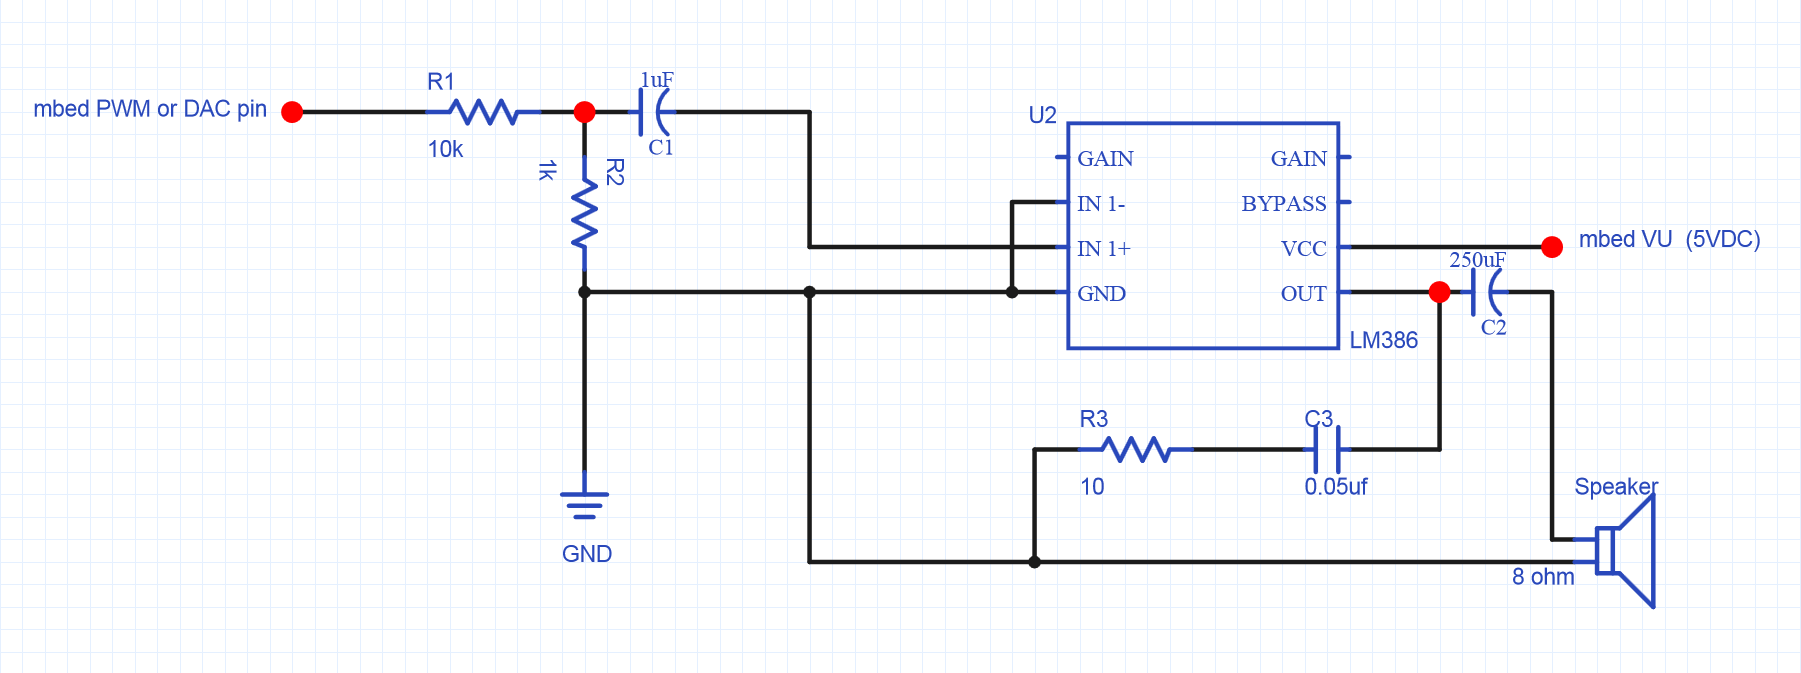 mbed PWM or DAC pin
R1
10k
1uF
C1
1k
R2
GND
U2
GAIN
IN 1-
IN 1+
GND
GAIN
BYPASS
VCC
OUT
LM386
mbed VU (5VDC)
250uF
C2
R3
10
C3
0.05uf
Speaker
8 ohm